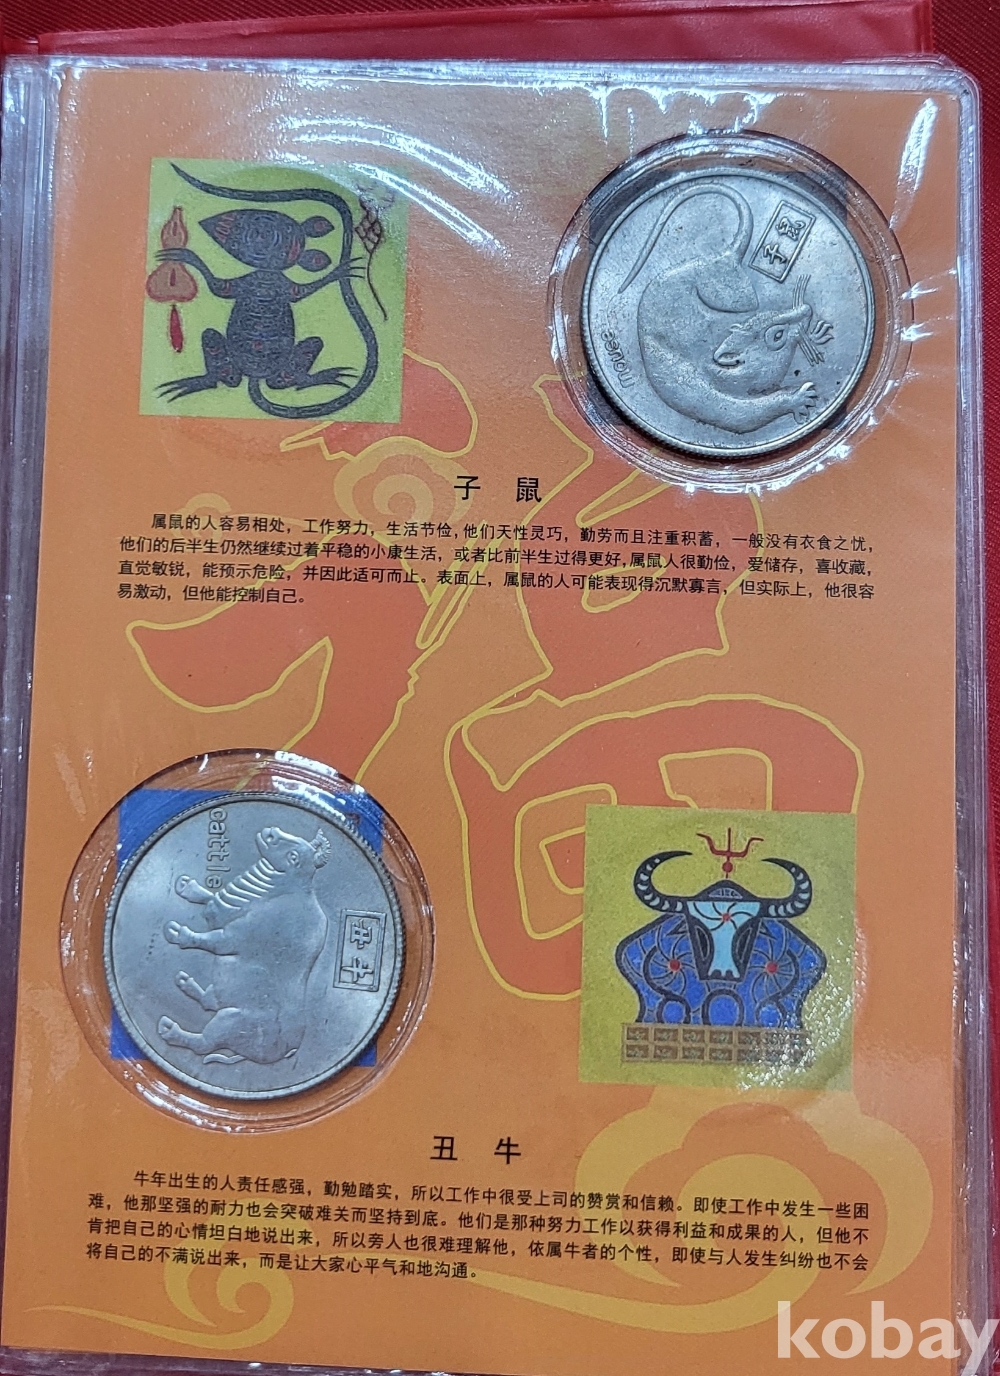 子鼠
mouse
子 鼠
属鼠的人容易相处，工作努力，生活节俭，他们天性灵巧，勤劳而且注重积蓄，一般没有衣食之忧，
他们的后半生仍然继续过着平稳的小康生活，或者比前半生过得更好，属鼠人很勤俭，爱储存，喜收藏，
直觉敏锐，能预示危险，并因此适可而止。表面上，属鼠的人可能表现得沉默寡言，但实际上，他很容
易激动，但他能控制自己。
cattle
丑牛
丑 牛
牛年出生的人责任感强，勤勉踏实，所以工作中很受上司的赞赏和信赖。即使工作中发生一些困
难，他那坚强的耐力也会突破难关而坚持到底。他们是那种努力工作以获得利益和成果的人，但他不
肯把自己的心情坦白地说出来，所以旁人也很难理解他，依属牛者的个性，即使与人发生纠纷也不会
将自己的不满说出来，而是让大家心平气和地沟通。
kobay